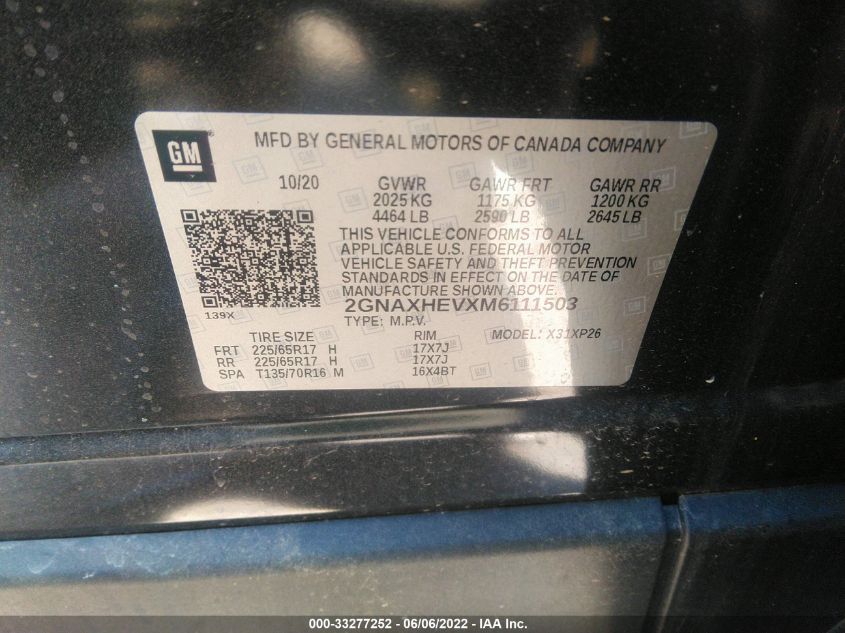 GM
MFD BY GENERAL MOTORS OF CANADA COMPANY
10/20 GVWR GAWR FRT GAWR RR
2025 KG 1175 KG 1200 KG
4464 LB 2590 LB 2645 LB
THIS VEHICLE CONFORMS TO ALL
APPLICABLE U.S. FEDERAL MOTOR
VEHICLE SAFETY AND THEFT PREVENTION
STANDARDS IN EFFECT ON THE DATE OF
MANUFACTURE SHOWN ABOVE.
139X 2GNAXHEVXM6111503
TYPE: M.P.V. MODEL: X31XP26
TIRE SIZE RIM
FRT 225/65R17 H 17X7J
RR 225/65R17 H 17X7J
SPA T135/70R16 M 16X4BT
000-33277252 - 06/06/2022 - IAA Inc.